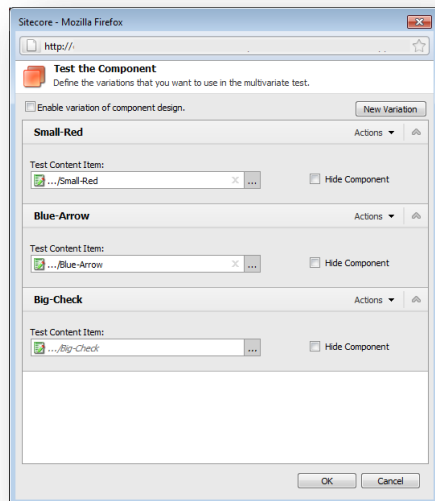 Sitecore - Mozilla Firefox
http://
Test the Component
Define the variations that you want to use in the multivariate test.
Enable variation of component design.
New Variation
Small-Red
Actions
Test Content Item:
.../Small-Red
...
Hide Component
Blue-Arrow
Actions
Test Content Item:
.../Blue-Arrow
...
Hide Component
Big-Check
Actions
Test Content Item:
.../Big-Check
...
Hide Component
OK
Cancel